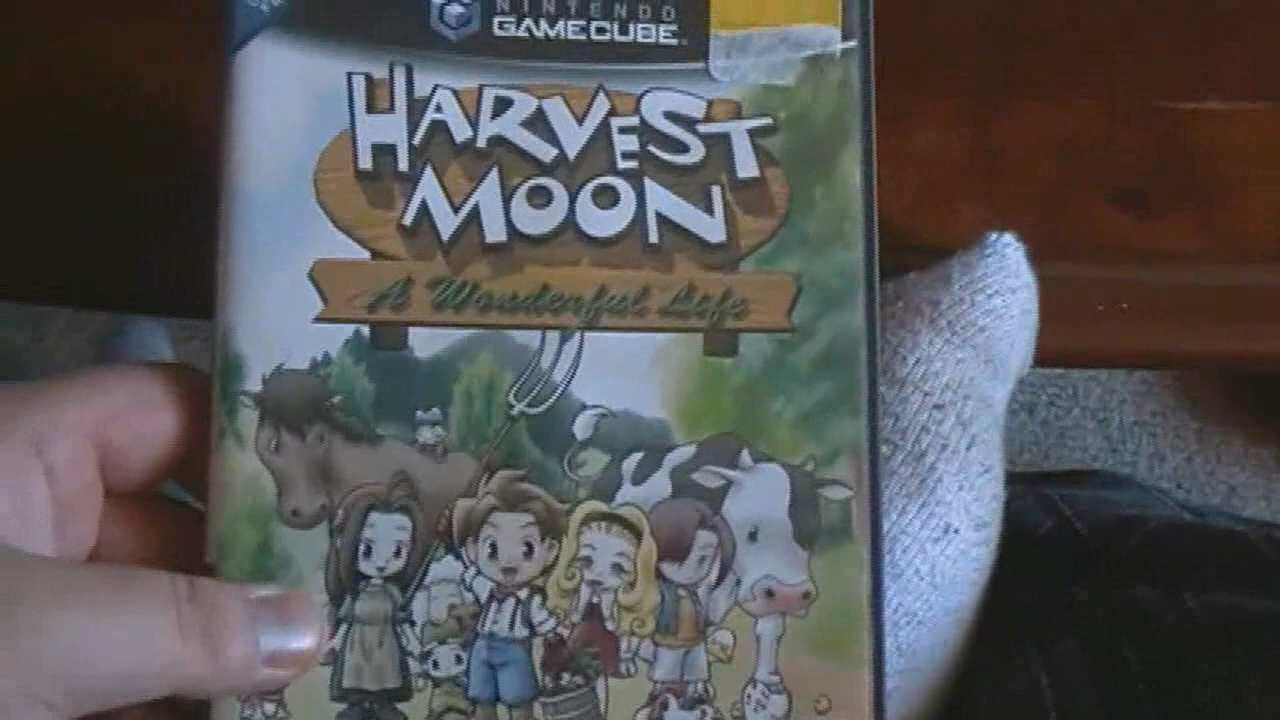 NINTENDO
GAMECUBE
HARVEST
MOON
A Wonderful Life